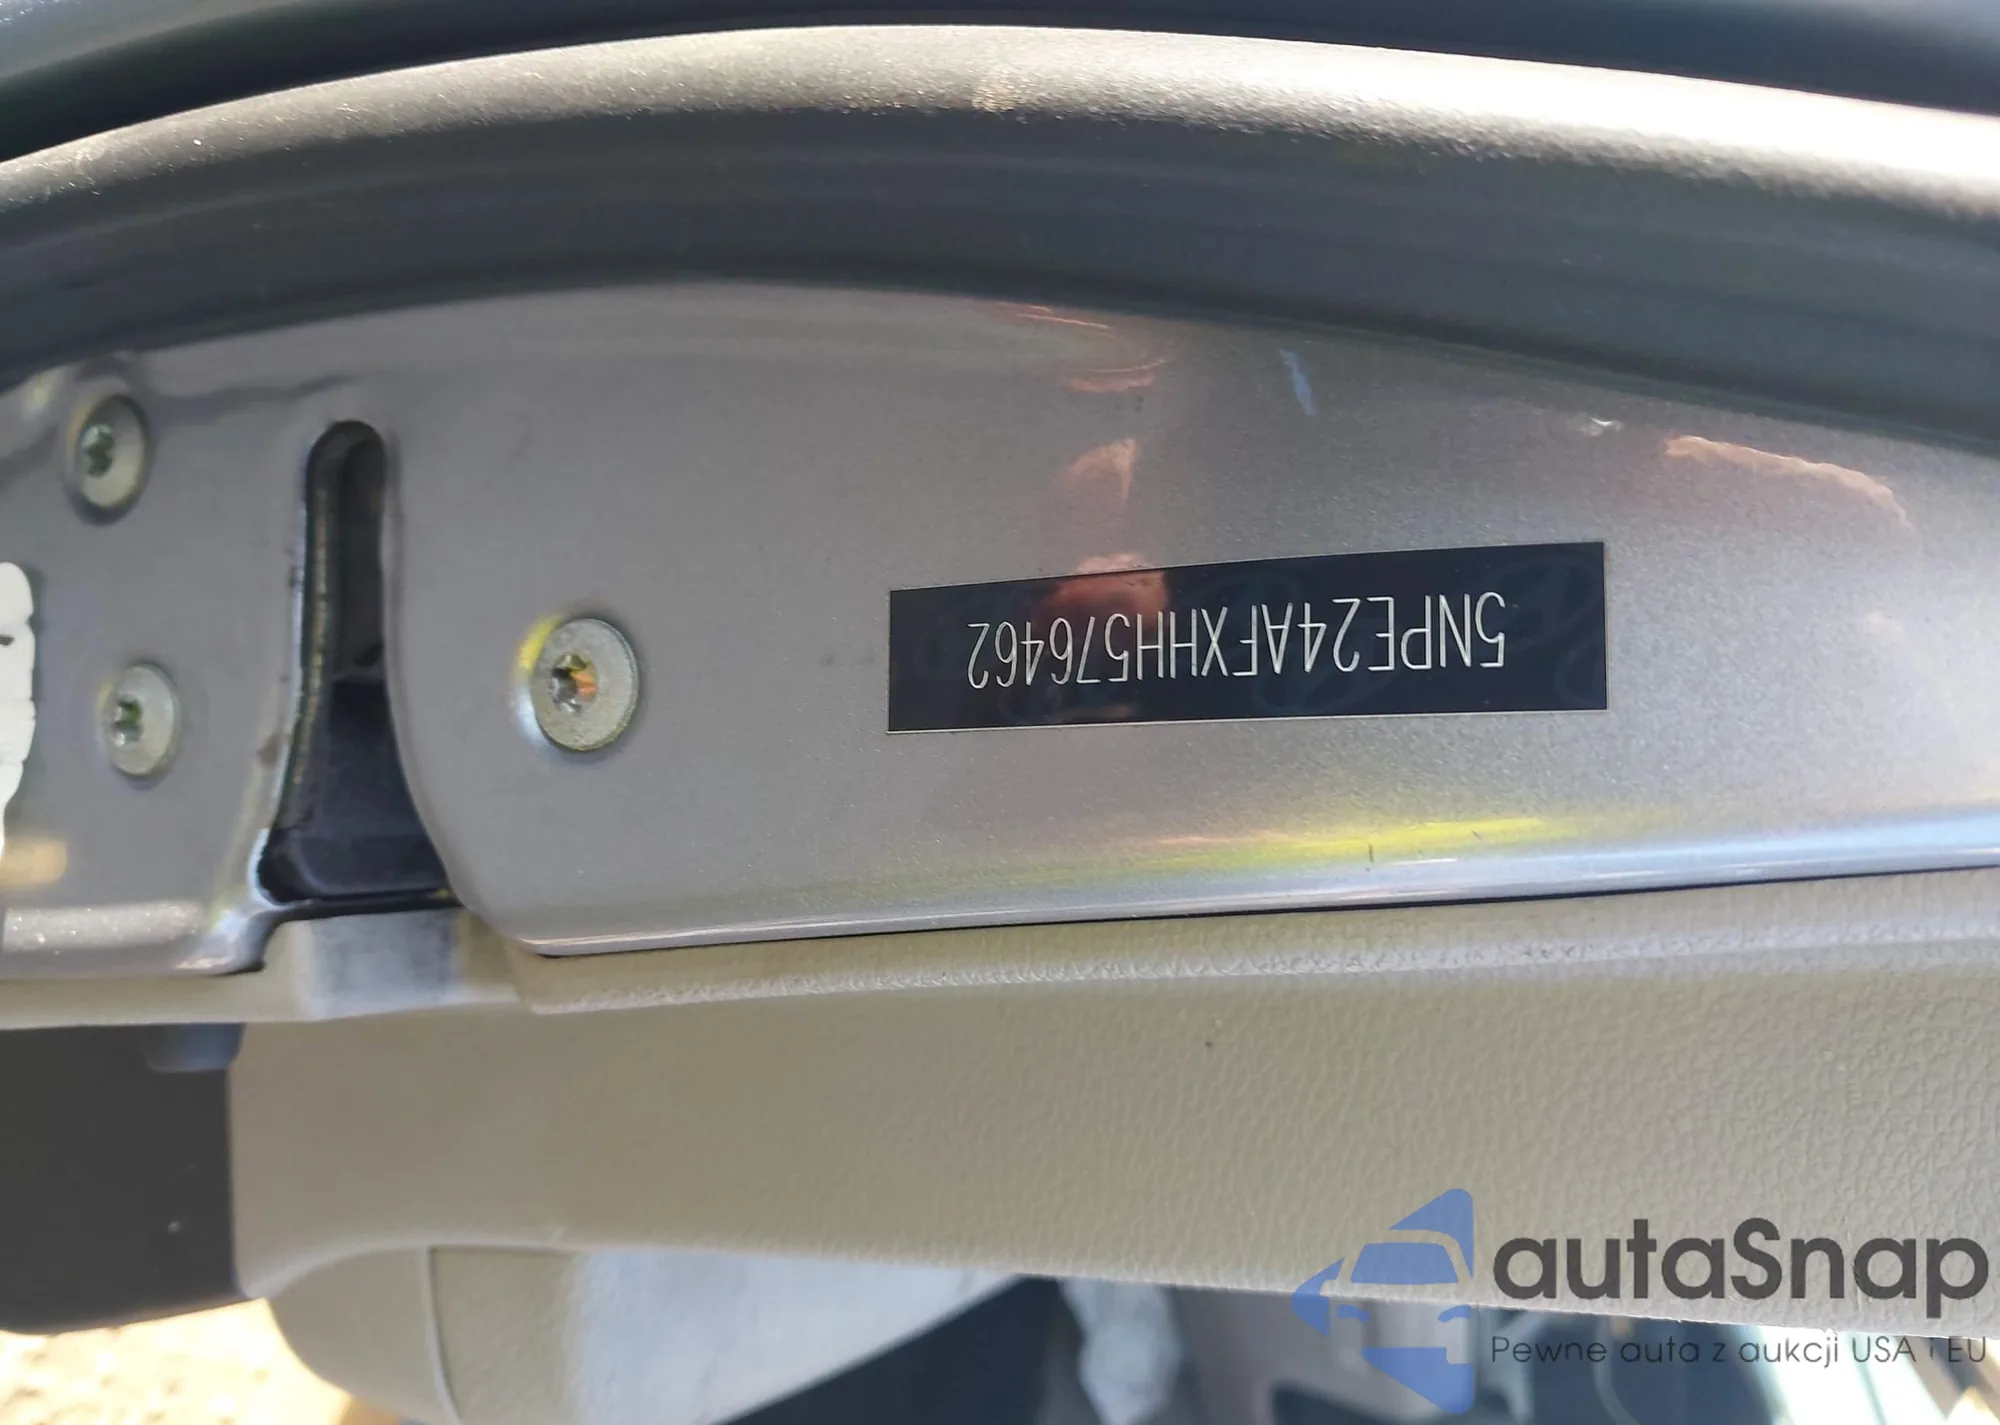 5NPE24AFXHH576462
autaSnap
Pewne auta z aukcji USA i EU